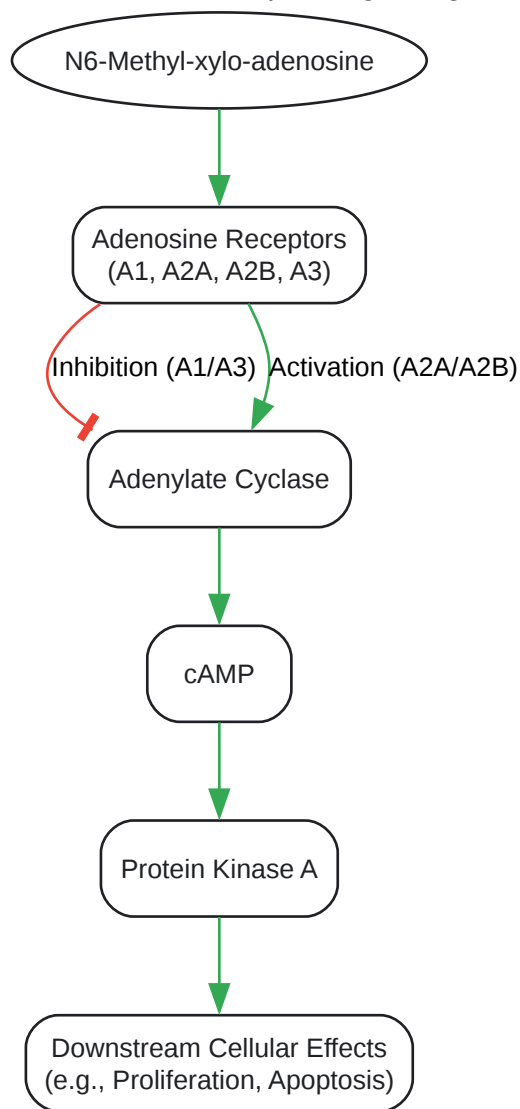 N6-Methyl-xylo-adenosine
Adenosine Receptors
(A1, A2A, A2B, A3)
Inhibition (A1/A3)
Activation (A2A/A2B)
Adenylate Cyclase
cAMP
Protein Kinase A
Downstream Cellular Effects
(e.g., Proliferation, Apoptosis)